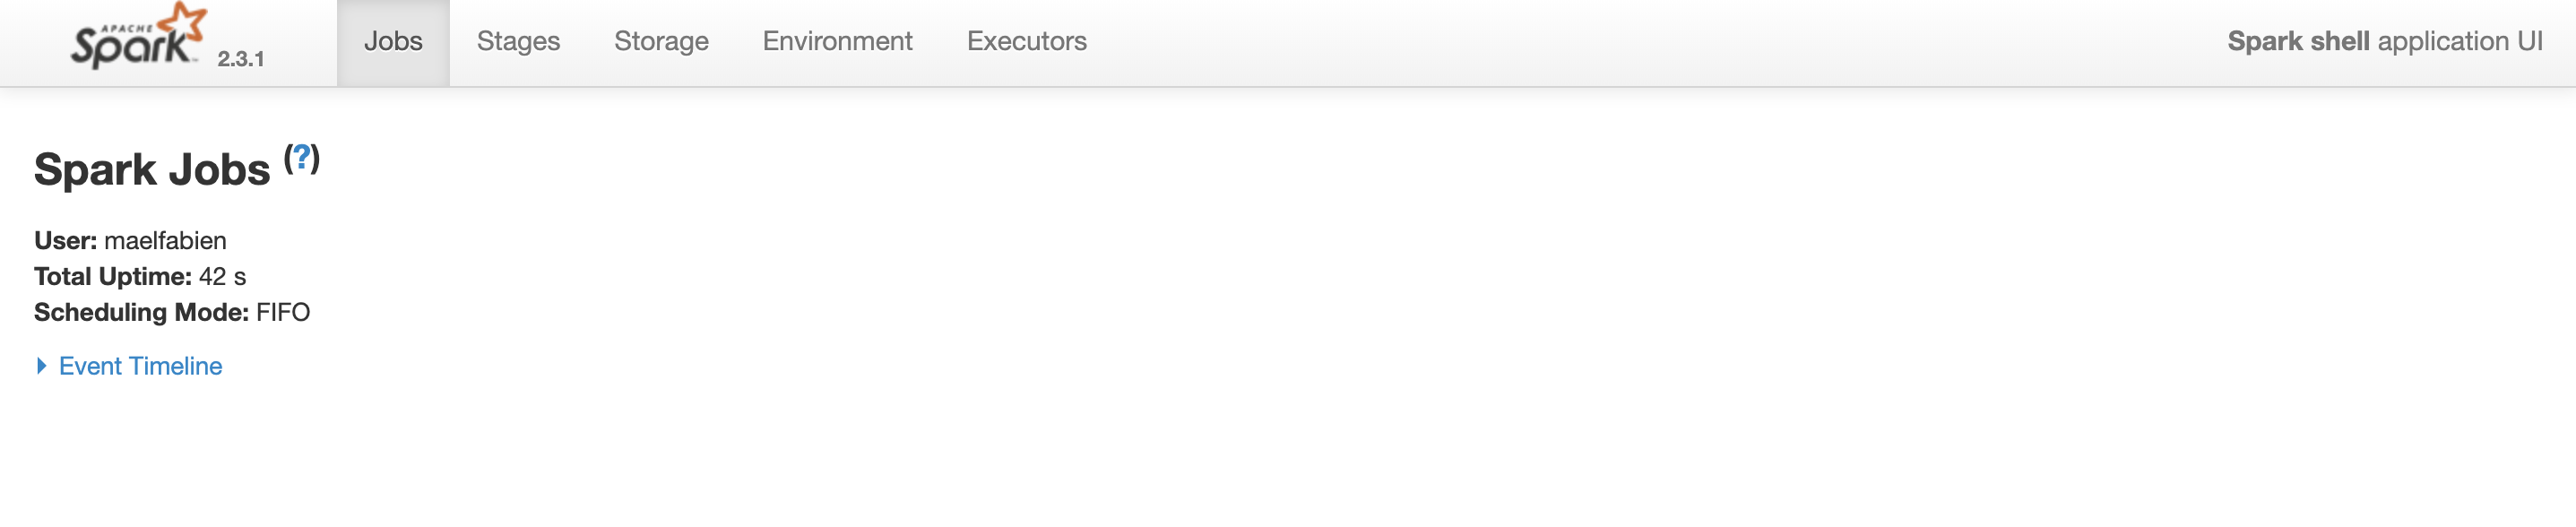 APACHE
Spark™ 2.3.1
Jobs Stages Storage Environment Executors
Spark shell application UI
Spark Jobs (?)
User: maelfabien
Total Uptime: 42 s
Scheduling Mode: FIFO
Event Timeline